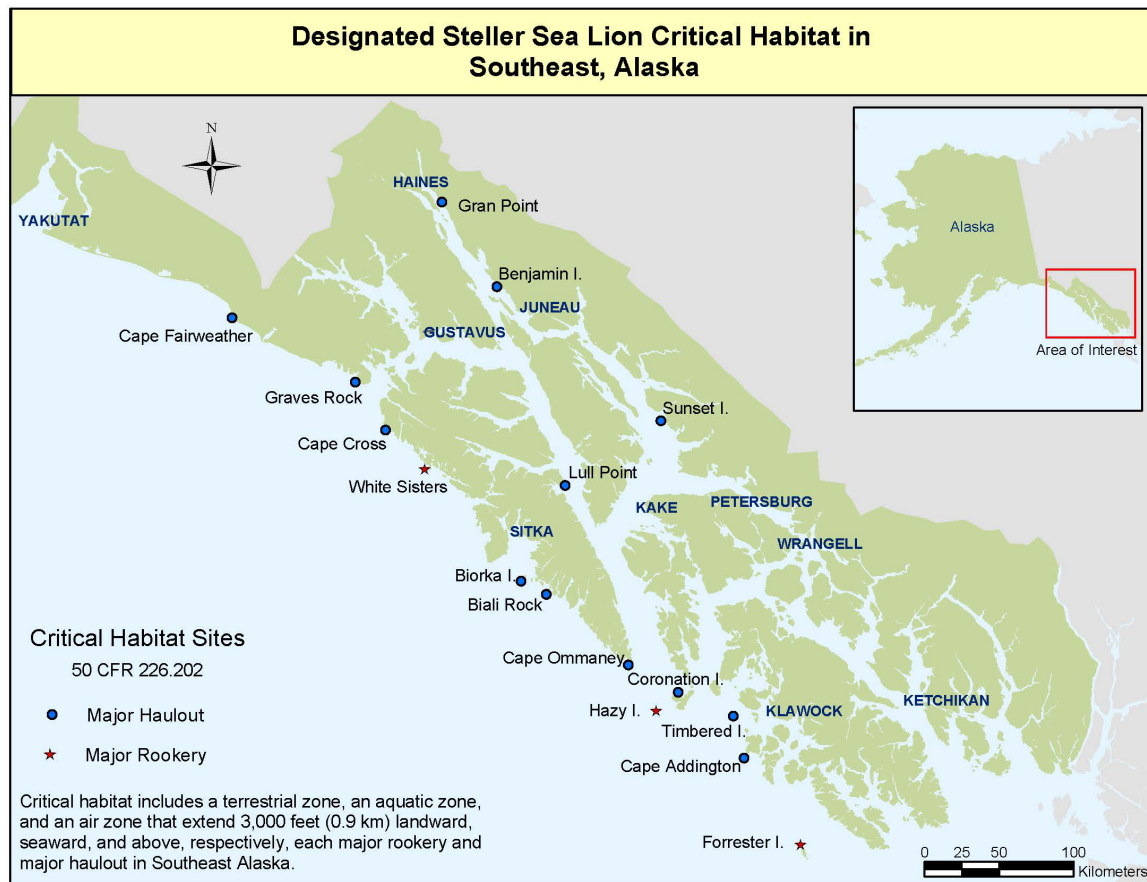 Designated Steller Sea Lion Critical Habitat in
Southeast, Alaska
N
HAINES
Gran Point
YAKUTAT
Alaska
Benjamin I.
JUNEAU
Cape Fairweather
GUSTAVUS
Area of Interest
Graves Rock
Sunset I.
Cape Cross
Lull Point
White Sisters
KAKE
PETERSBURG
SITKA
WRANGELL
Biorka I.
Biali Rock
Critical Habitat Sites
50 CFR 226.202
Cape Ommaney
Coronation I.
Hazy I.
KLAWOCK
KETCHIKAN
Major Haulout
Timbered I.
Major Rookery
Cape Addington
Critical habitat includes a terrestrial zone, an aquatic zone,
and an air zone that extend 3,000 feet (0.9 km) landward,
seaward, and above, respectively, each major rookery and
major haulout in Southeast Alaska.
Forrester I.
0 25 50 100
Kilometers